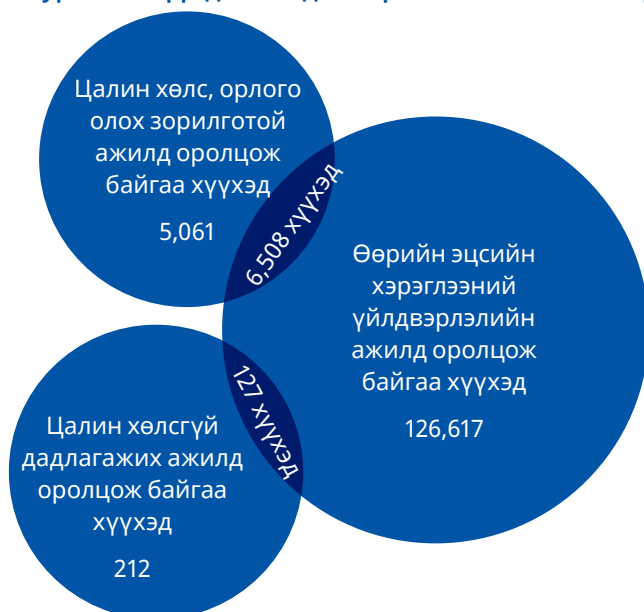 Цалин хөлс, орлого
олох зорилготой
ажилд оролцож
байгаа хүүхэд
5,061
6,508 хүүхэд
Өөрийн эцсийн
хэрэглээний
үйлдвэрлэлийн
ажилд оролцож
байгаа хүүхэд
126,617
127 хүүхэд
Цалин хөлсгүй
дадлагажих ажилд
оролцож байгаа
хүүхэд
212